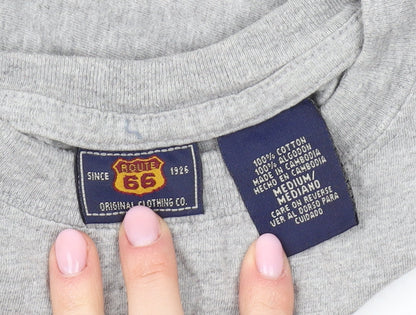 SINCE ROUTE 1926
66
ORIGINAL CLOTHING CO.
100% COTTON
100% ALGODON
MADE IN CAMBODIA
HECHO EN CAMBODIA
MEDIUM/
MEDIANO
CARE ON REVERSE
VER AL DORSO PARA
CUIDADO